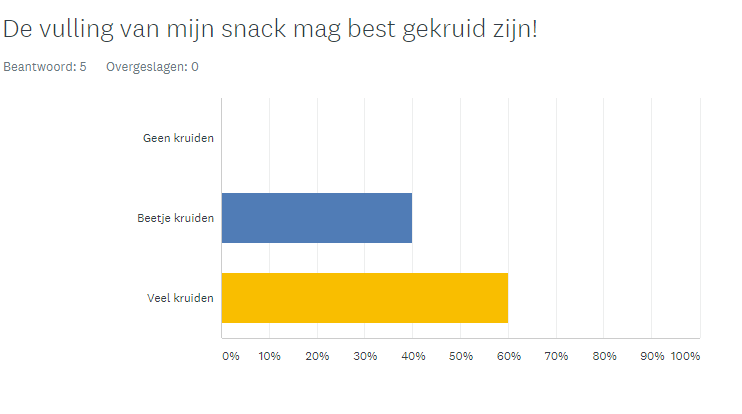 De vulling van mijn snack mag best gekruid zijn!
Beantwoord: 5 Overgeslagen: 0
Geen kruiden
Beetje kruiden
Veel kruiden
0% 10% 20% 30% 40% 50% 60% 70% 80% 90% 100%